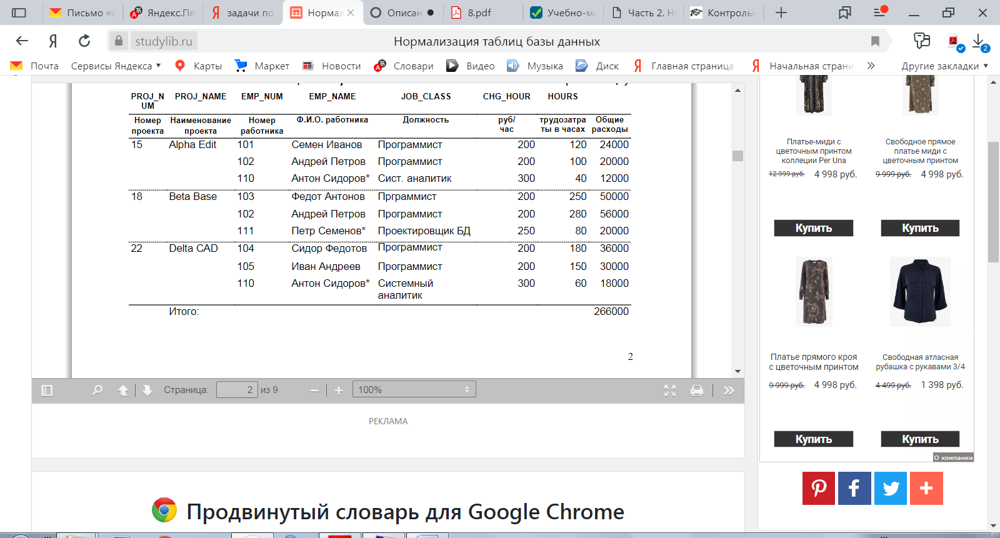 Письмо «v
Яндекс.Пе
задачи по
Нормал
Описан
8.pdf
Учебно-ме
Часть 2. Н
Контрольн
studylib.ru
Нормализация таблиц базы данных
2
Почта
Сервисы Яндекса
Карты
Маркет
Новости
Словари
Видео
Музыка
Диск
Главная страница
Начальная страни
Другие закладки
PROJ_N PROJ_NAME EMP_NUM EMP_NAME JOB_CLASS CHG_HOUR HOURS
UM
Номер Наименование Номер Ф.И.О. работника Должность руб/ трудозатра Общие
проекта проекта работника час ты в часах расходы
15 Alpha Edit 101 Семен Иванов Программист 200 120 24000
102 Андрей Петров Программист 200 100 20000
110 Антон Сидоров* Сист. аналитик 300 40 12000
18 Beta Base 103 Федот Антонов Прграммист 200 250 50000
102 Андрей Петров Программист 200 280 56000
111 Петр Семенов* Проектировщик БД 250 80 20000
22 Delta CAD 104 Сидор Федотов Программист 200 180 36000
105 Иван Андреев Программист 200 150 30000
110 Антон Сидоров* Системный 300 60 18000
аналитик
Итого: 266000
2
Страница: 2 из 9
100%
РЕКЛАМА
Продвинутый словарь для Google Chrome
Платье-миди с
цветочным принтом
коллеции Per Una
12 999 руб. 4 998 руб.
Купить
Свободное прямое
платье миди с
цветочным принтом
9 999 руб. 4 998 руб.
Купить
Платье прямого кроя
с цветочным принтом
9 999 руб. 4 998 руб.
Купить
Свободная атласная
рубашка с рукавами 3/4
4 499 руб. 1 398 руб.
Купить
О компании